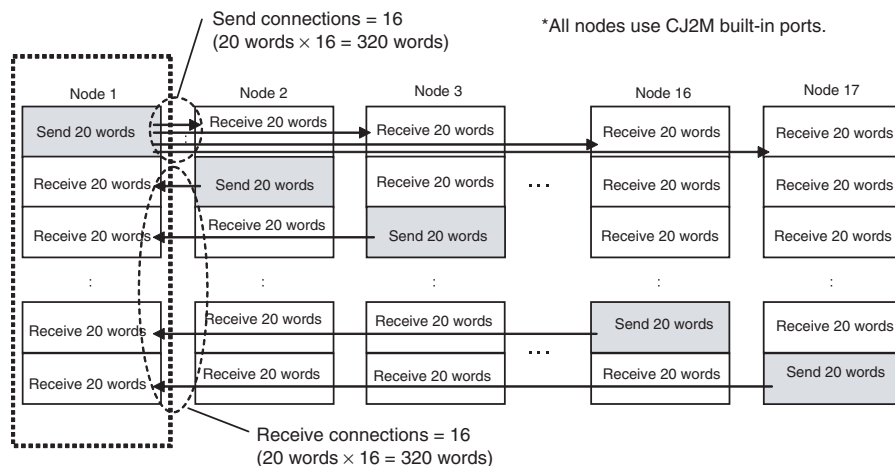 Send connections = 16
(20 words × 16 = 320 words)
*All nodes use CJ2M built-in ports.
Node 1
Node 2
Node 3
Node 16
Node 17
Send 20 words
Receive 20 words
Receive 20 words
Receive 20 words
Receive 20 words
Receive 20 words
Send 20 words
Receive 20 words
...
Receive 20 words
Receive 20 words
Receive 20 words
Receive 20 words
Send 20 words
Receive 20 words
Receive 20 words
:
:
:
:
:
Receive 20 words
Receive 20 words
Receive 20 words
...
Send 20 words
Receive 20 words
Receive 20 words
Receive 20 words
Receive 20 words
Receive 20 words
Send 20 words
Receive connections = 16
(20 words × 16 = 320 words)